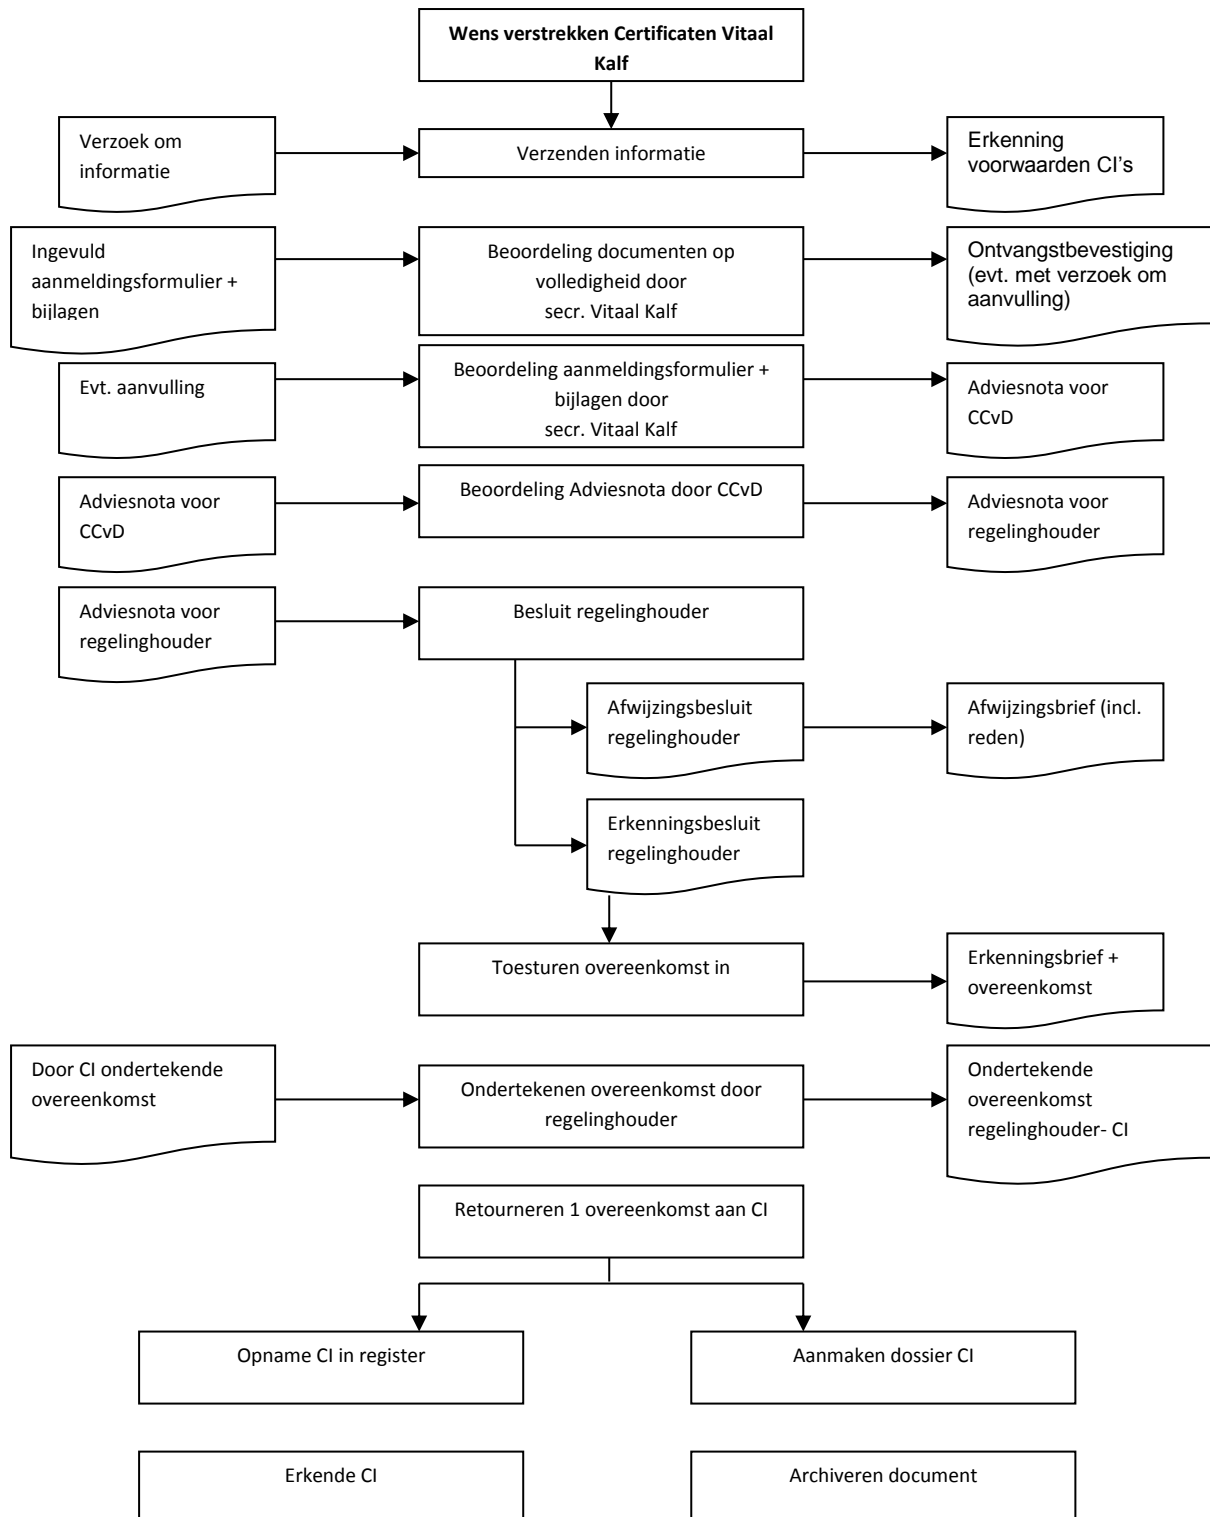 Wens verstrekken Certificaten Vitaal
Kalf
Verzoek om
informatie
Verzenden informatie
Erkenning
voorwaarden CI’s
Ingevuld
aanmeldingsformulier +
bijlagen
Beoordeling documenten op
volledigheid door
secr. Vitaal Kalf
Ontvangstbevestiging
(evt. met verzoek om
aanvulling)
Evt. aanvulling
Beoordeling aanmeldingsformulier +
bijlagen door
secr. Vitaal Kalf
Adviesnota voor
CCvD
Adviesnota voor
CCvD
Beoordeling Adviesnota door CCvD
Adviesnota voor
regelinghouder
Adviesnota voor
regelinghouder
Besluit regelinghouder
Afwijzingsbesluit
regelinghouder
Afwijzingsbrief (incl.
reden)
Erkenningsbesluit
regelinghouder
Toesturen overeenkomst in
Erkenningsbrief +
overeenkomst
Door CI ondertekende
overeenkomst
Ondertekenen overeenkomst door
regelinghouder
Ondertekende
overeenkomst
regelinghouder- CI
Retourneren 1 overeenkomst aan CI
Opname CI in register
Aanmaken dossier CI
Erkende CI
Archiveren document